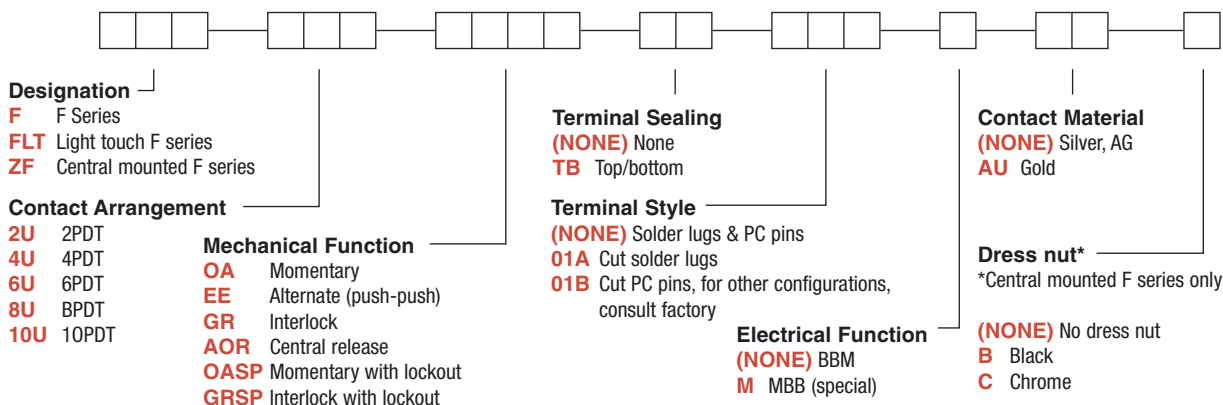 Designation
F F Series
FLT Light touch F series
ZF Central mounted F series
Contact Arrangement
2U 2PDT
4U 4PDT
6U 6PDT
8U BPDT
10U 10PDT
Mechanical Function
OA Momentary
EE Alternate (push-push)
GR Interlock
AOR Central release
OASP Momentary with lockout
GRSP Interlock with lockout
Terminal Sealing
(NONE) None
TB Top/bottom
Terminal Style
(NONE) Solder lugs & PC pins
01A Cut solder lugs
01B Cut PC pins, for other configurations,
consult factory
Electrical Function
(NONE) BBM
M MBB (special)
Contact Material
(NONE) Silver, AG
AU Gold
Dress nut*
*Central mounted F series only
(NONE) No dress nut
B Black
C Chrome